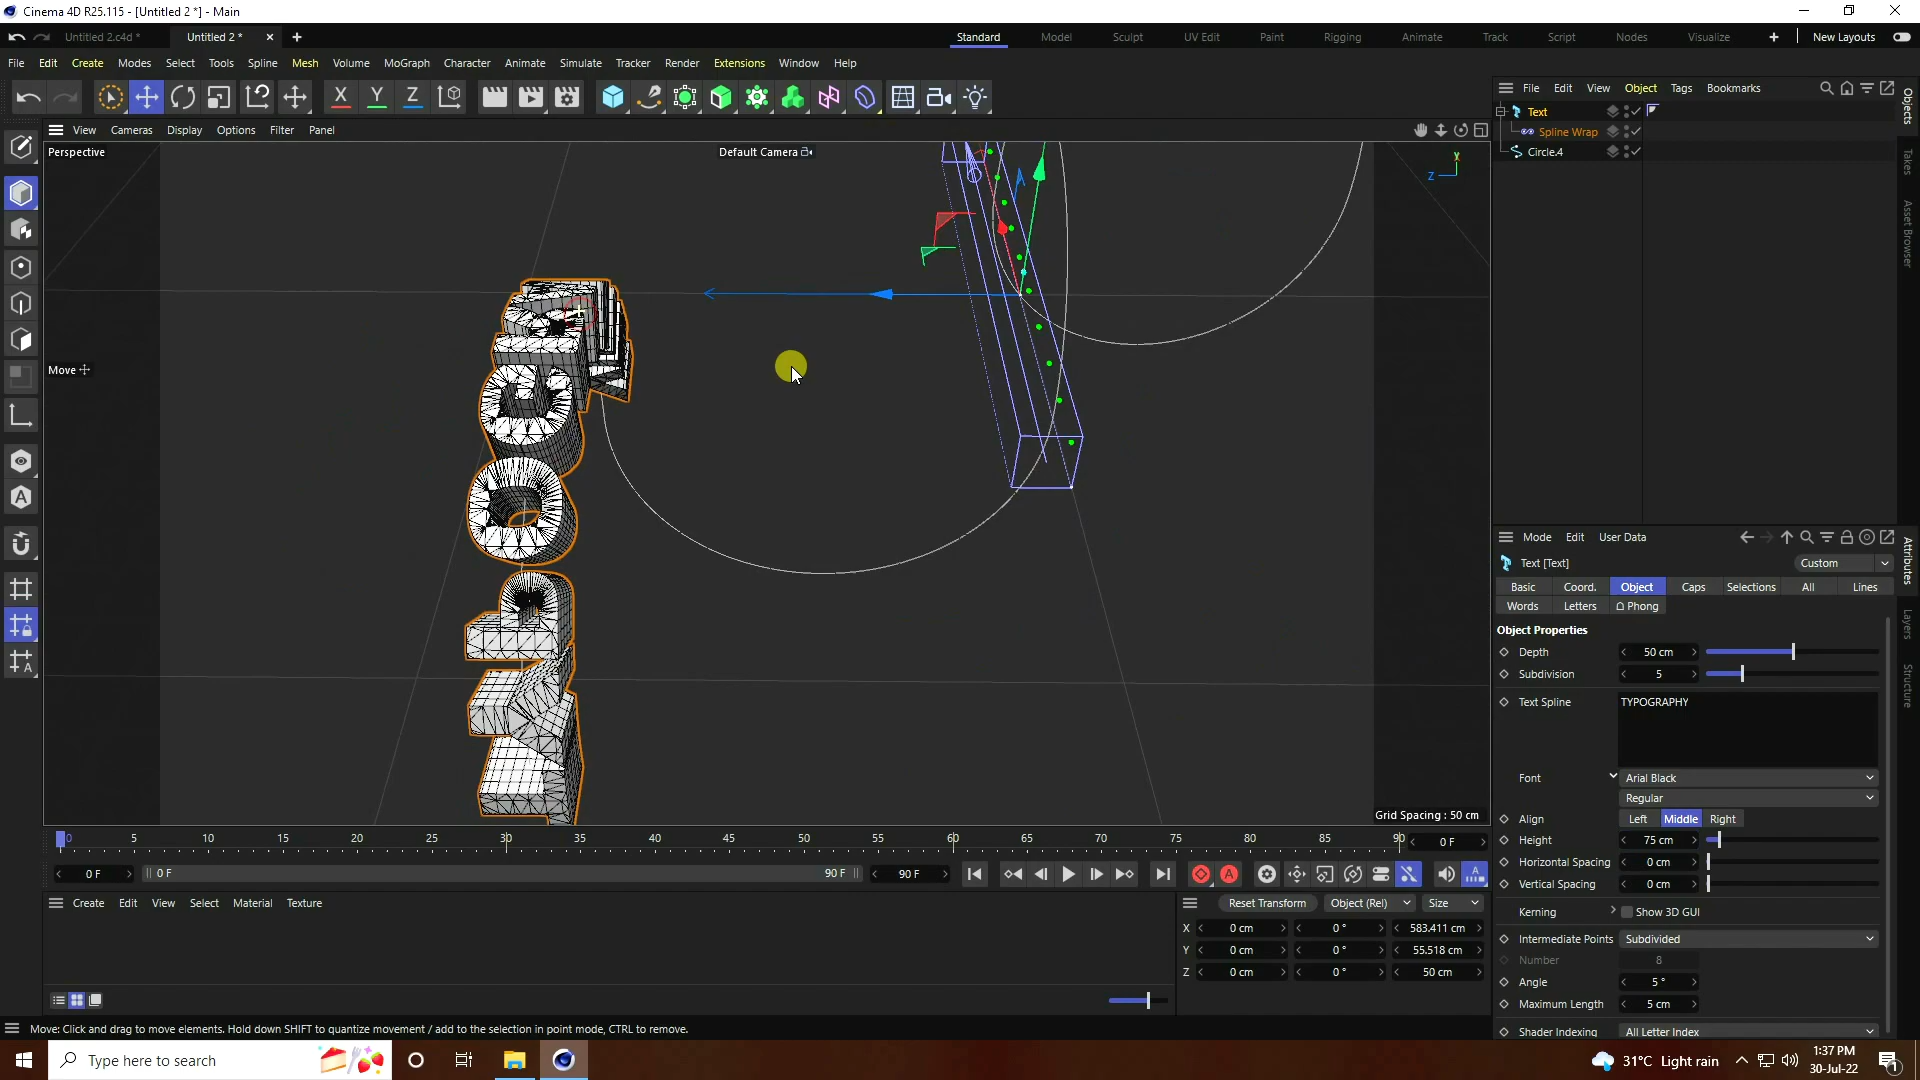 Cinema 4D R25.115 - [Untitled 2 *] - Main
Untitled 2.c4d *
Untitled 2 *
Standard Model Sculpt UV Edit Paint Rigging Animate Track Script Nodes Visualize New Layouts
File Edit Create Modes Select Tools Spline Mesh Volume MoGraph Character Animate Simulate Tracker Render Extensions Window Help
X Y Z
File Edit View Object Tags Bookmarks
Text
Spline Wrap
Circle.4
Objects
Takes
Asset Browser
View Cameras Display Options Filter Panel
Perspective
Default Camera
Y
Z
Move
Grid Spacing : 50 cm
Mode Edit User Data
Text [Text]
Custom
Basic Coord. Object Caps Selections All Lines
Words Letters Phong
Attributes
Layers
Structure
Object Properties
Depth 50 cm
Subdivision 5
Text Spline TYPOGRAPHY
Font Arial Black
Regular
Align Left Middle Right
Height 75 cm
Horizontal Spacing 0 cm
Vertical Spacing 0 cm
Kerning Show 3D GUI
Intermediate Points Subdivided
Number 8
Angle 5 °
Maximum Length 5 cm
Shader Indexing All Letter Index
0 5 10 15 20 25 30 35 40 45 50 55 60 65 70 75 80 85 90 0 F
0 F 0 F 90 F 90 F
Create Edit View Select Material Texture
Reset Transform Object (Rel) Size
X 0 cm 0 ° 583.411 cm
Y 0 cm 0 ° 55.518 cm
Z 0 cm 0 ° 50 cm
Move: Click and drag to move elements. Hold down SHIFT to quantize movement / add to the selection in point mode, CTRL to remove.
Type here to search
31°C Light rain
1:37 PM
30-Jul-22
1